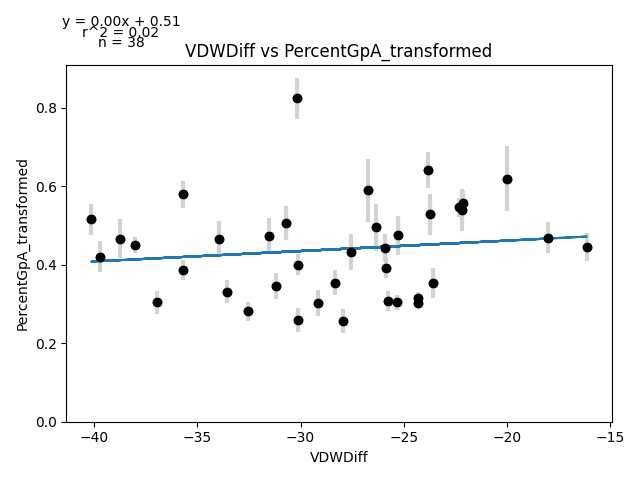 y = 0.00x + 0.51
r^2 = 0.02
n = 38
VDWDiff vs PercentGpA_transformed
PercentGpA_transformed
0.8
0.6
0.4
0.2
0.0
−40
−35
−30
−25
−20
−15
VDWDiff